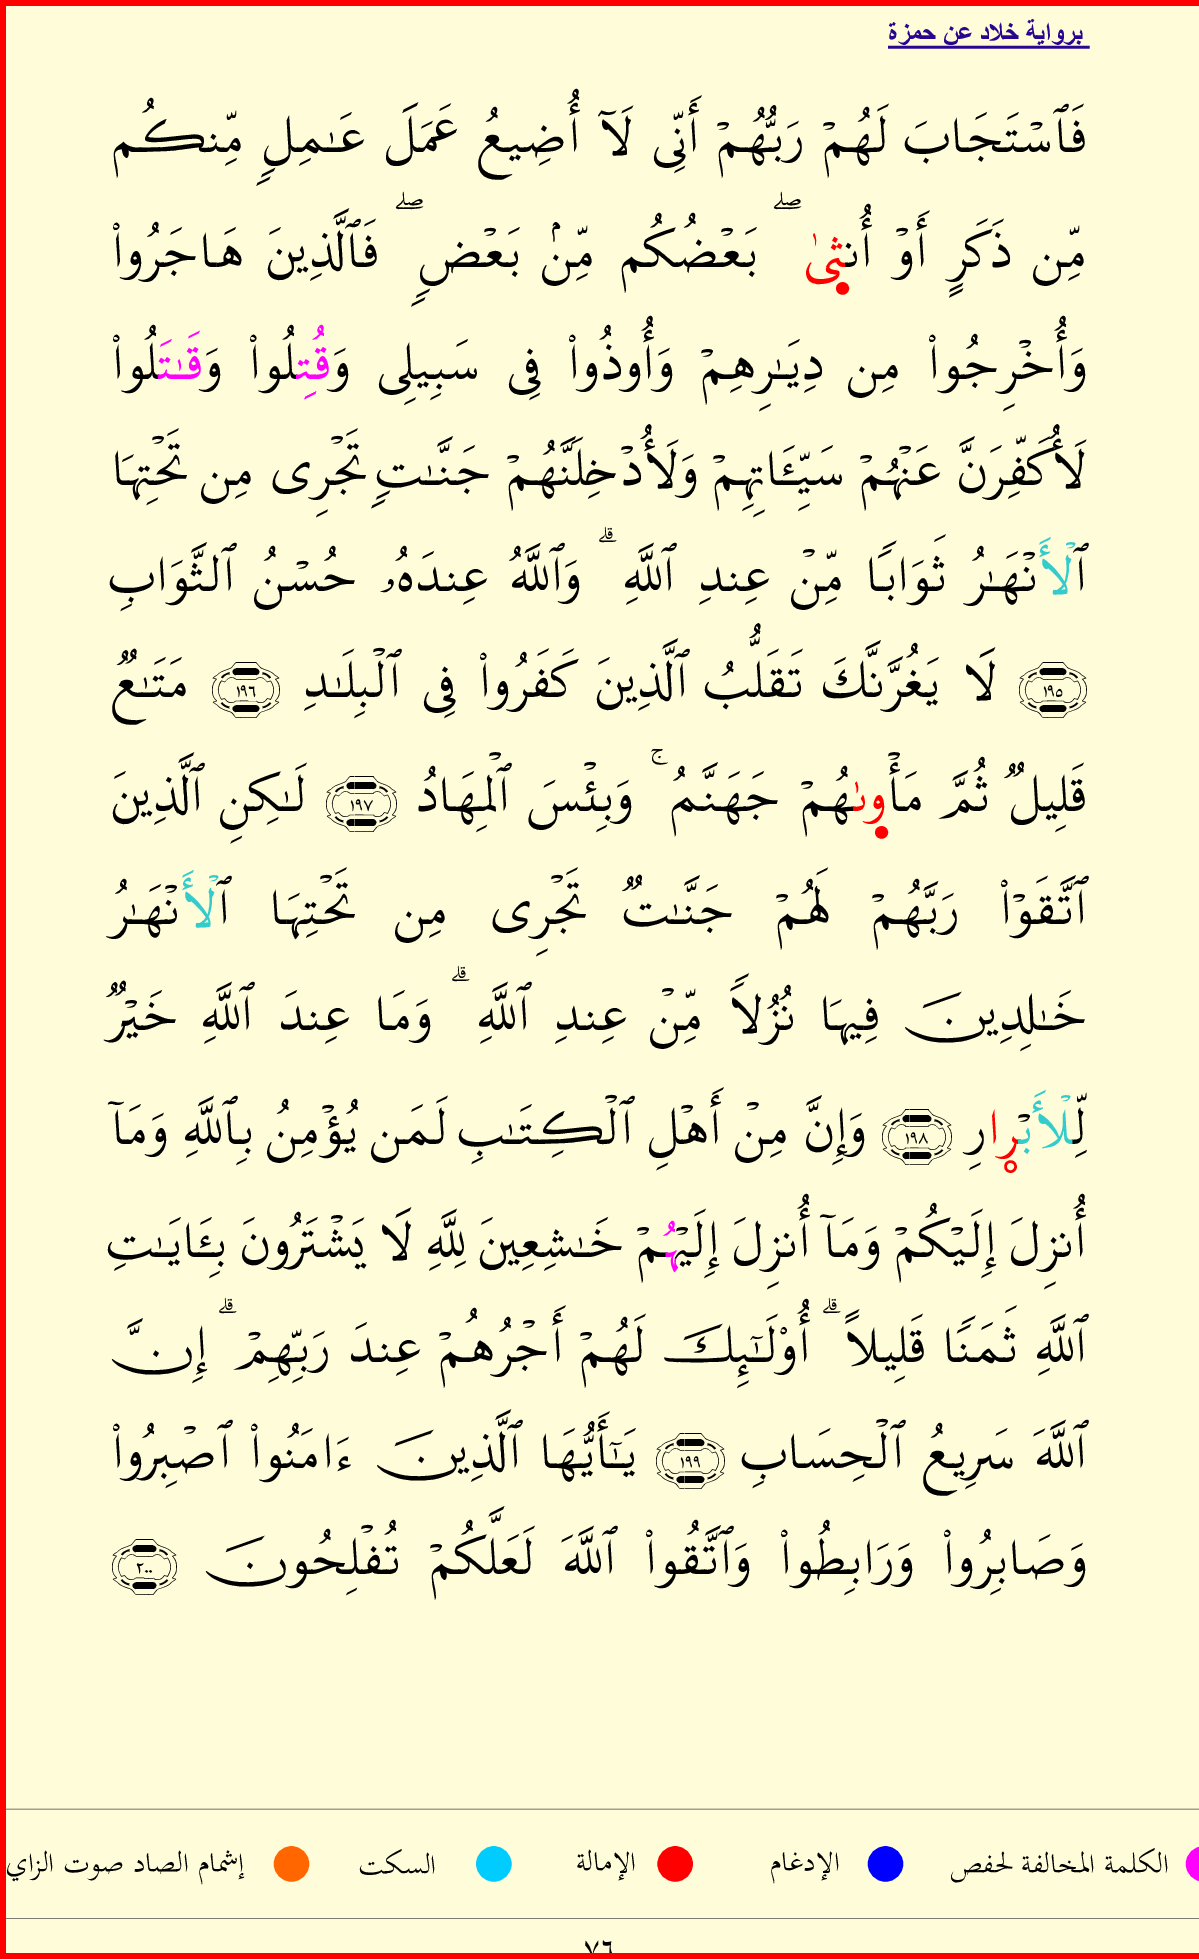 برواية خلاد عن حمزة
فَٱسْتَجَابَ لَهُمْ رَبُّهُمْ أَنِّى لَآ أُضِيعُ عَمَلَ عَـٰمِلٍ مِّنكُم
مِّن ذَكَرٍ أَوْ أُنثىٰ ۖ بَعْضُكُم مِّنۢ بَعْضٍ ۖ فَٱلَّذِينَ هَاجَرُوا۟
وَأُخْرِجُوا۟ مِن دِيَـٰرِهِمْ وَأُوذُوا۟ فِى سَبِيلِى وَقُتِلُوا۟ وَقَـٰتَلُوا۟
لَأُكَفِّرَنَّ عَنْهُمْ سَيِّـَٔاتِهِمْ وَلَأُدْخِلَنَّهُمْ جَنَّـٰتٍ تَجْرِى مِن تَحْتِهَا
ٱلْأَنْهَـٰرُ ثَوَابًا مِّنْ عِندِ ٱللَّهِ ۗ وَٱللَّهُ عِندَهُۥ حُسْنُ ٱلثَّوَابِ
١٩٥ لَا يَغُرَّنَّكَ تَقَلُّبُ ٱلَّذِينَ كَفَرُوا۟ فِى ٱلْبِلَـٰدِ ١٩٦ مَتَـٰعٌ
قَلِيلٌ ثُمَّ مَأْوىٰهُمْ جَهَنَّمُ ۚ وَبِئْسَ ٱلْمِهَادُ ١٩٧ لَـٰكِنِ ٱلَّذِينَ
ٱتَّقَوْا۟ رَبَّهُمْ لَهُمْ جَنَّـٰتٌ تَجْرِى مِن تَحْتِهَا ٱلْأَنْهَـٰرُ
خَـٰلِدِينَ فِيهَا نُزُلًا مِّنْ عِندِ ٱللَّهِ ۗ وَمَا عِندَ ٱللَّهِ خَيْرٌ
لِّلْأَبْرِارِ ١٩٨ وَإِنَّ مِنْ أَهْلِ ٱلْكِتَـٰبِ لَمَن يُؤْمِنُ بِٱللَّهِ وَمَآ
أُنزِلَ إِلَيْكُمْ وَمَآ أُنزِلَ إِلَيْهُمْ خَـٰشِعِينَ لِلَّهِ لَا يَشْتَرُونَ بِـَٔايَـٰتِ
ٱللَّهِ ثَمَنًا قَلِيلًا ۗ أُو۟لَـٰٓئِكَ لَهُمْ أَجْرُهُمْ عِندَ رَبِّهِمْ ۗ إِنَّ
ٱللَّهَ سَرِيعُ ٱلْحِسَابِ ١٩٩ يَـٰٓأَيُّهَا ٱلَّذِينَ ءَامَنُوا۟ ٱصْبِرُوا۟
وَصَابِرُوا۟ وَرَابِطُوا۟ وَٱتَّقُوا۟ ٱللَّهَ لَعَلَّكُمْ تُفْلِحُونَ ٢٠٠
الكلمة المخالفة لحفص الإدغام الإمالة السكت إشمام الصاد صوت الزاي
٧٦